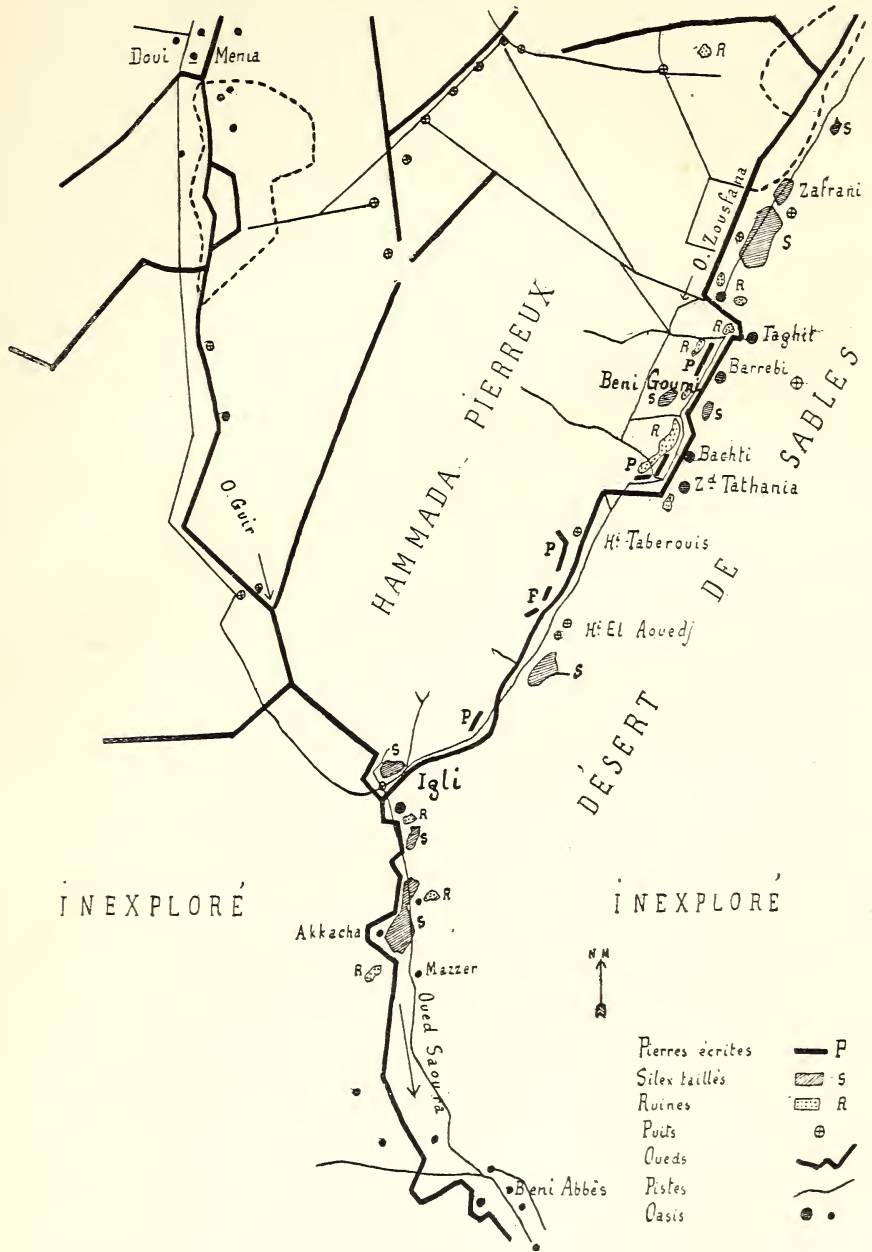 Doui Menia
R
S
Zafrani
S
O. Zousfana
R
R
Taghit
R
P
Barrebi
Beni Goumi
S
S
R
Bachti
P
Zd Tathania
O. Guir
HAMMADA PIERREUX
P
Ht Taberouis
P
Ht El Aouedj
S
P
DÉSERT DE SABLES
S
Igli
R
S
INEXPLORÉ
INEXPLORÉ
R
Akkacha
S
R
Mazzer
NM
Oued Saoura
Pierres écrites P
Silex taillés S
Ruines R
Puits
Oueds
Pistes
Oasis
Beni Abbès